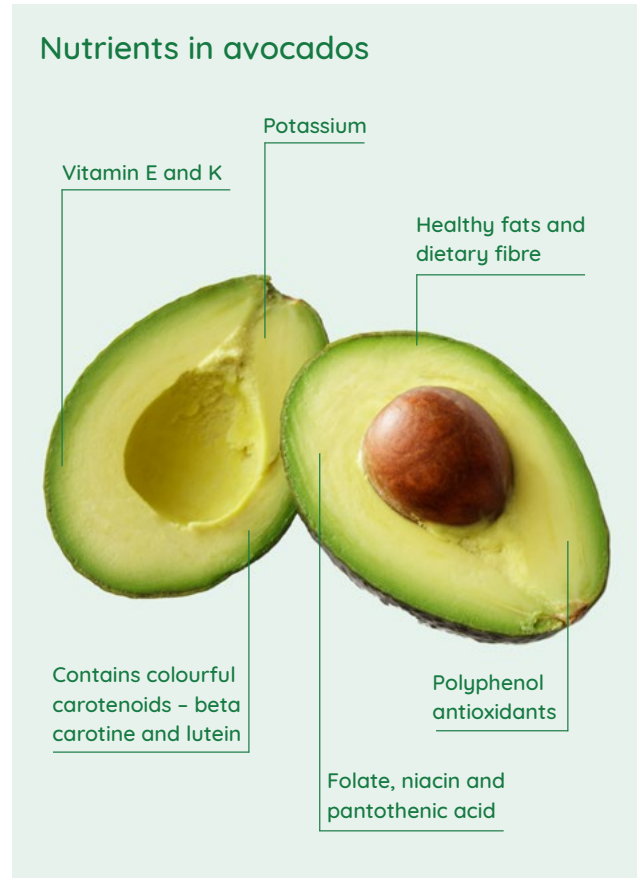 Nutrients in avocados
Potassium
Vitamin E and K
Healthy fats and
dietary fibre
Contains colourful
carotenoids – beta
carotine and lutein
Polyphenol
antioxidants
Folate, niacin and
pantothenic acid